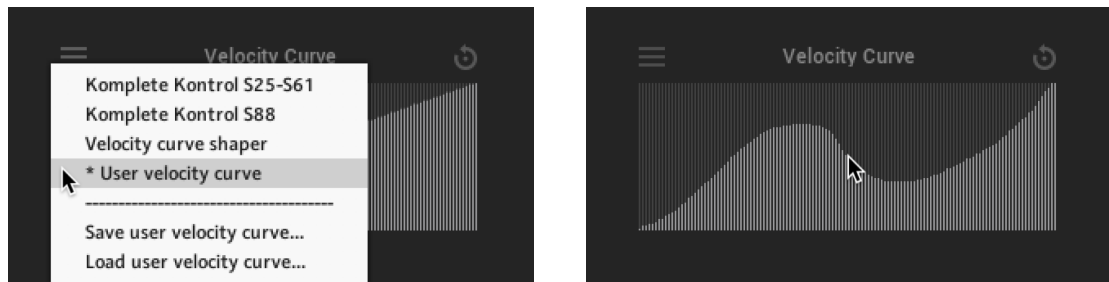 Velocity Curve
Komplete Kontrol S25-S61
Komplete Kontrol S88
Velocity curve shaper
* User velocity curve
-------------------------------------
Save user velocity curve...
Load user velocity curve...
Velocity Curve